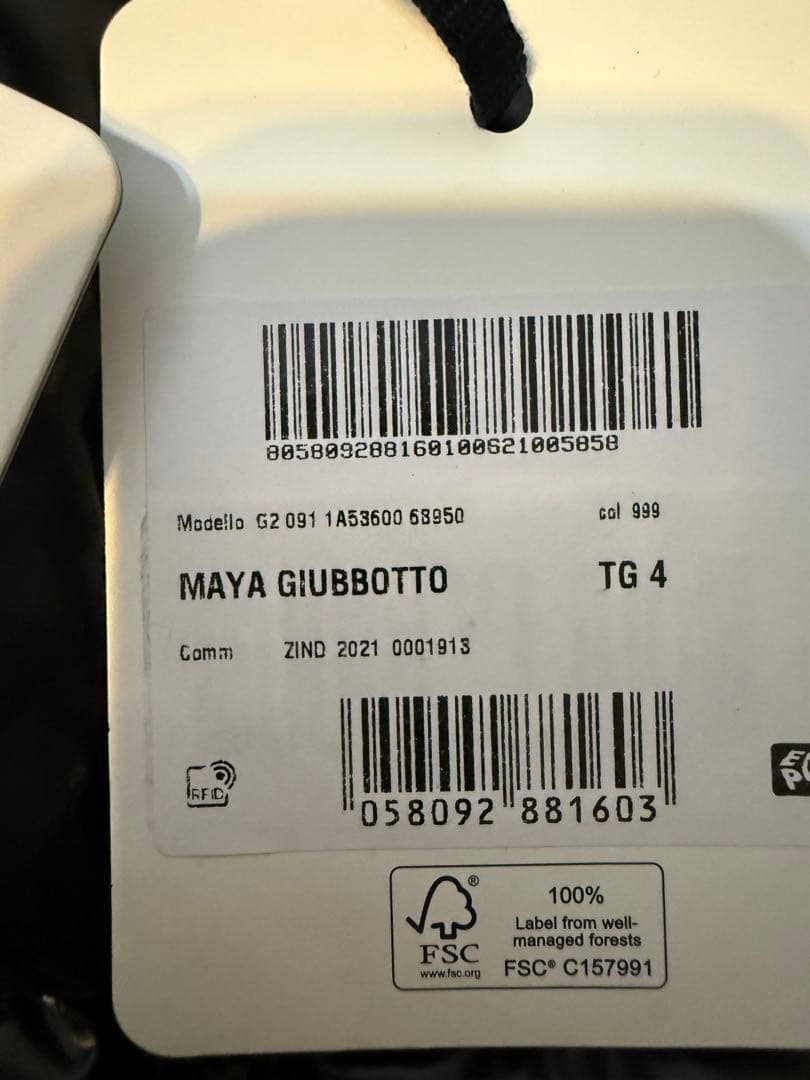 805809288160100621005858
Modello G2 091 1A53600 68950 col 999
MAYA GIUBBOTTO TG 4
Comm ZIND 2021 0001913
RFID
058092 881603
FSC®
www.fsc.org
100%
Label from well-
managed forests
FSC® C157991